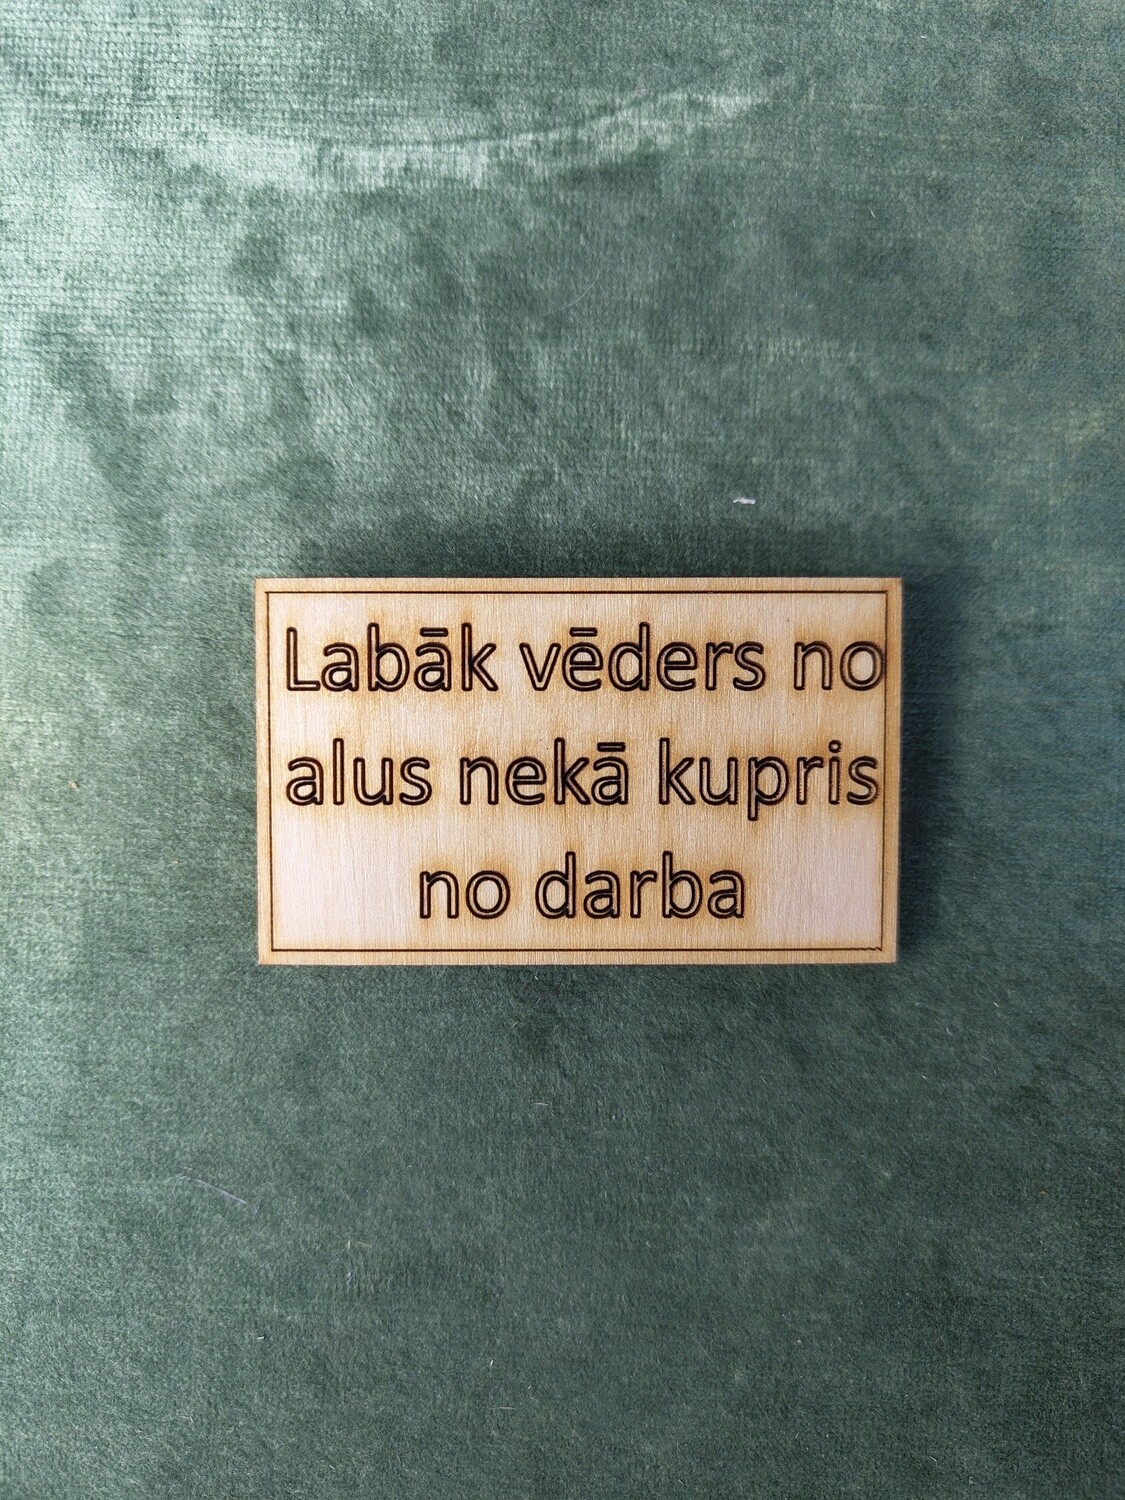 Labāk vēders no
alus nekā kupris
no darba